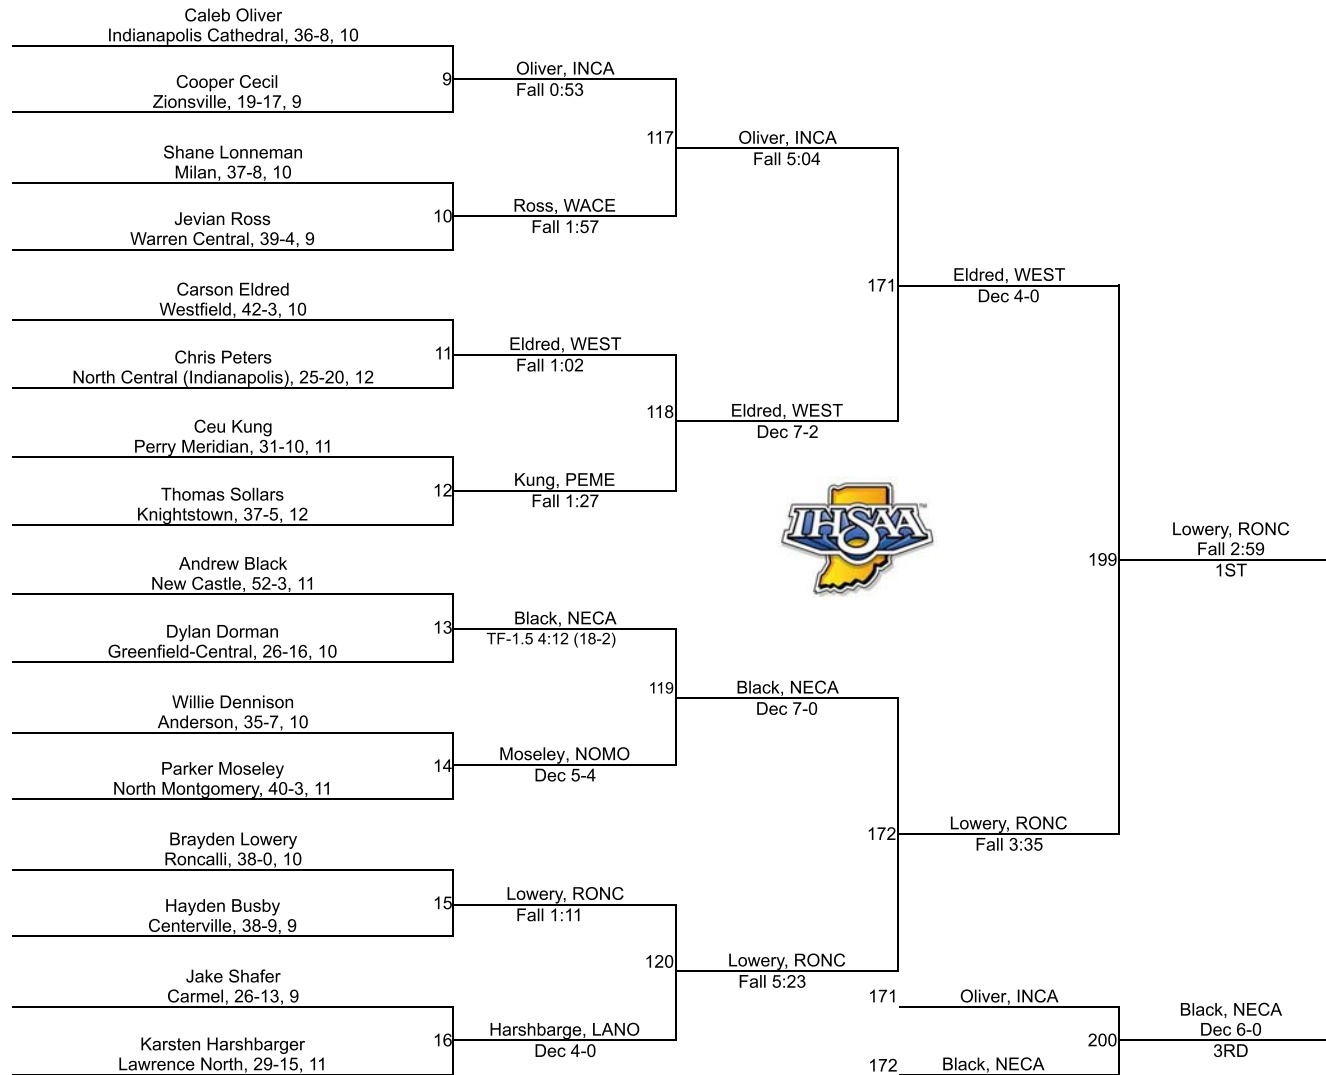 Caleb Oliver
Indianapolis Cathedral, 36-8, 10
9
Cooper Cecil
Zionsville, 19-17, 9
Oliver, INCA
Fall 0:53
117
Shane Lonneman
Milan, 37-8, 10
10
Jevian Ross
Warren Central, 39-4, 9
Ross, WACE
Fall 1:57
Oliver, INCA
Fall 5:04
171
Carson Eldred
Westfield, 42-3, 10
11
Chris Peters
North Central (Indianapolis), 25-20, 12
Eldred, WEST
Fall 1:02
118
Ceu Kung
Perry Meridian, 31-10, 11
12
Thomas Sollars
Knightstown, 37-5, 12
Kung, PEME
Fall 1:27
Eldred, WEST
Dec 7-2
Eldred, WEST
Dec 4-0
IHSAA
TM
199
Lowery, RONC
Fall 2:59
1ST
Andrew Black
New Castle, 52-3, 11
13
Dylan Dorman
Greenfield-Central, 26-16, 10
Black, NECA
TF-1.5 4:12 (18-2)
119
Willie Dennison
Anderson, 35-7, 10
14
Parker Moseley
North Montgomery, 40-3, 11
Moseley, NOMO
Dec 5-4
Black, NECA
Dec 7-0
172
Brayden Lowery
Roncalli, 38-0, 10
15
Hayden Busby
Centerville, 38-9, 9
Lowery, RONC
Fall 1:11
120
Jake Shafer
Carmel, 26-13, 9
16
Karsten Harshbarger
Lawrence North, 29-15, 11
Harshbarge, LANO
Dec 4-0
Lowery, RONC
Fall 5:23
Lowery, RONC
Fall 3:35
171
Oliver, INCA
200
172
Black, NECA
Black, NECA
Dec 6-0
3RD